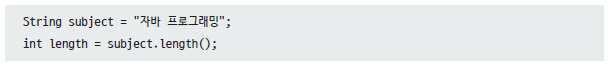 String subject = "자바 프로그래밍";
int length = subject.length();